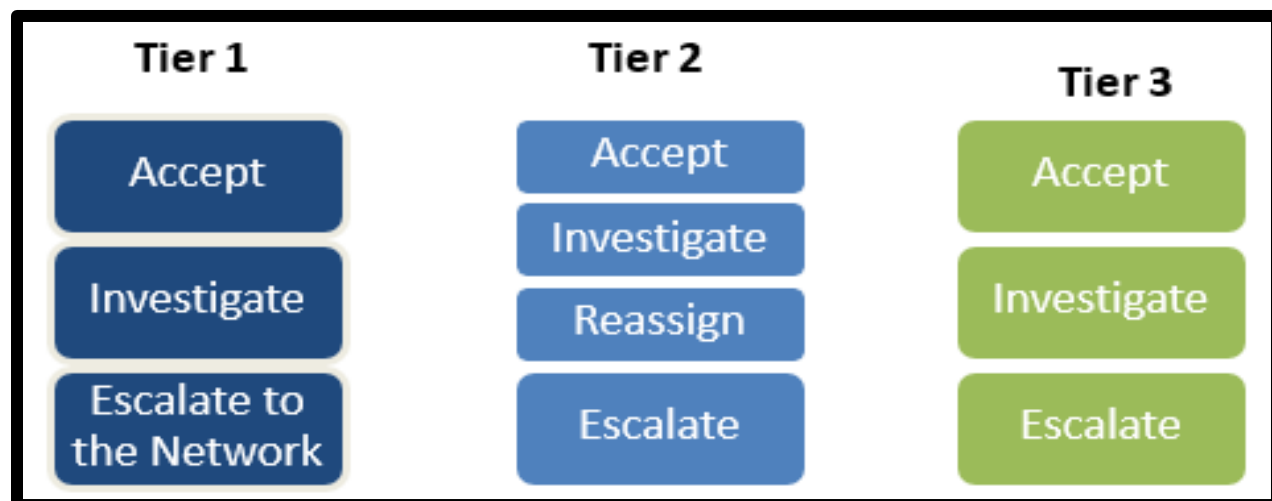 Tier 1
Accept
Investigate
Escalate to
the Network
Tier 2
Accept
Investigate
Reassign
Escalate
Tier 3
Accept
Investigate
Escalate